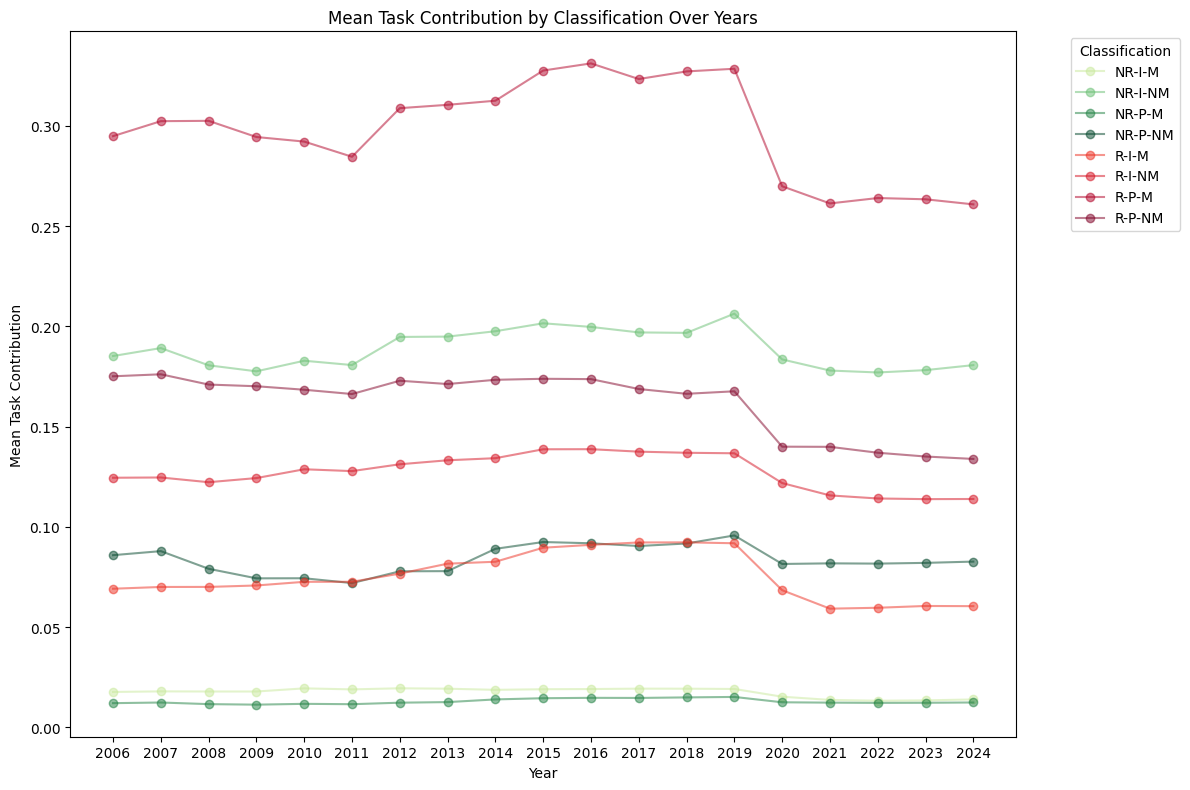 Mean Task Contribution by Classification Over Years
Mean Task Contribution
0.30
0.25
0.20
0.15
0.10
0.05
0.00
2006 2007 2008 2009 2010 2011 2012 2013 2014 2015 2016 2017 2018 2019 2020 2021 2022 2023 2024
Year
Classification
NR-I-M
NR-I-NM
NR-P-M
NR-P-NM
R-I-M
R-I-NM
R-P-M
R-P-NM